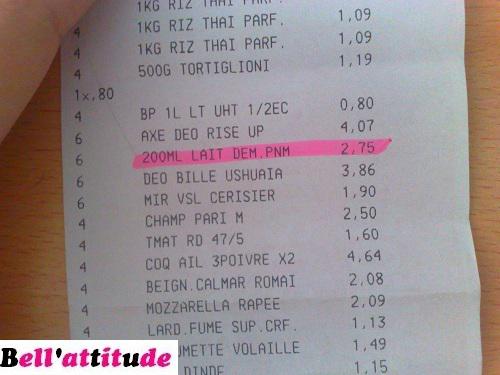 1KG RIZ THAI PARF.
4 1KG RIZ THAI PARF. 1,09
4 1KG RIZ THAI PARF. 1,09
4 500G TORTIGLIONI 1,19
1×,80
4 BP 1L LT UHT 1/2EC 0,80
6 AXE DEO RISE UP 4,07
6 200ML LAIT DEM.PNM 2,75
6 DEO BILLE USHUAIA 3,86
6 MIR VSL CERISIER 1,90
4 CHAMP PARI M 2,50
4 TMAT RD 47/5 1,60
4 COQ AIL 3POIVRE X2 4,64
4 BEIGN.CALMAR ROMAI 2,08
4 MOZZARELLA RAPEE 2,09
4 LARD.FUME SUP.CRF. 1,13
UMETTE VOLAILLE 1,49
DINDE 1,15
Bell'attitude